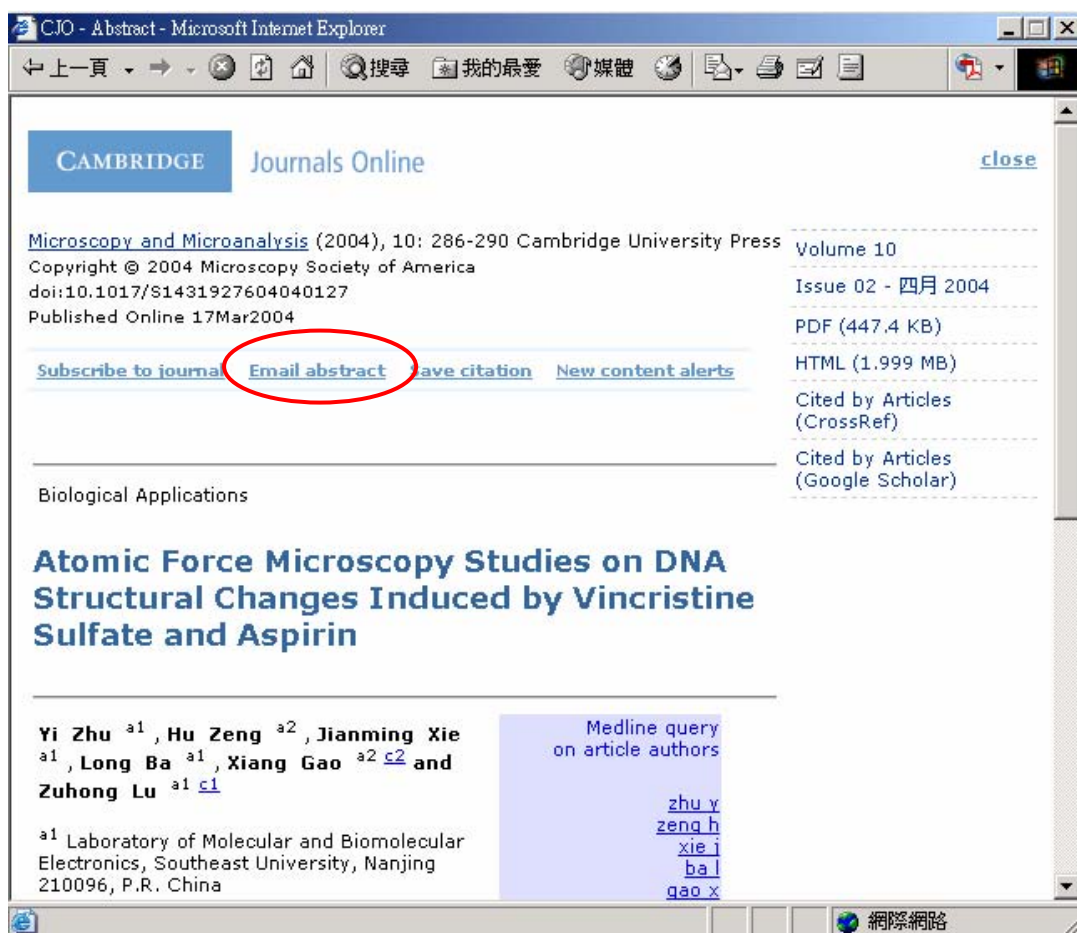 CJO - Abstract - Microsoft Internet Explorer
上一頁 搜尋 我的最愛 媒體
CAMBRIDGE Journals Online
close
Microscopy and Microanalysis (2004), 10: 286-290 Cambridge University Press
Copyright © 2004 Microscopy Society of America
doi:10.1017/S1431927604040127
Published Online 17Mar2004
Subscribe to journal Email abstract Save citation New content alerts
Volume 10
Issue 02 - 四月 2004
PDF (447.4 KB)
HTML (1.999 MB)
Cited by Articles
(CrossRef)
Cited by Articles
(Google Scholar)
Biological Applications
Atomic Force Microscopy Studies on DNA
Structural Changes Induced by Vincristine
Sulfate and Aspirin
Yi Zhu a1 , Hu Zeng a2 , Jianming Xie
a1 , Long Ba a1 , Xiang Gao a2 c2 and
Zuhong Lu a1 c1
a1 Laboratory of Molecular and Biomolecular
Electronics, Southeast University, Nanjing
210096, P.R. China
Medline query
on article authors
zhu y
zeng h
xie j
ba l
gao x
網際網路